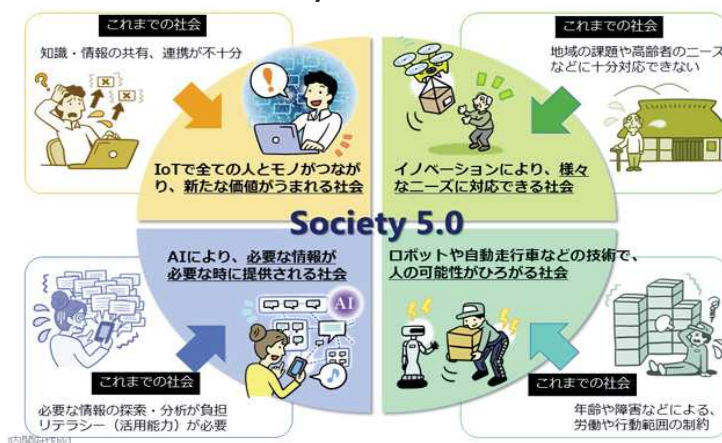 これまでの社会
知識・情報の共有、連携が不十分
IoTで全ての人とモノがつなが
り、新たな価値がうまれる社会
これまでの社会
地域の課題や高齢者のニーズ
などに十分対応できない
イノベーションにより、様々
なニーズに対応できる社会
Society 5.0
AIにより、必要な情報が
必要な時に提供される社会
AI
これまでの社会
必要な情報の探索・分析が負担
リテラシー（活用能力）が必要
ロボットや自動走行車などの技術で、
人の可能性がひろがる社会
これまでの社会
年齢や障害などによる、
労働や行動範囲の制約